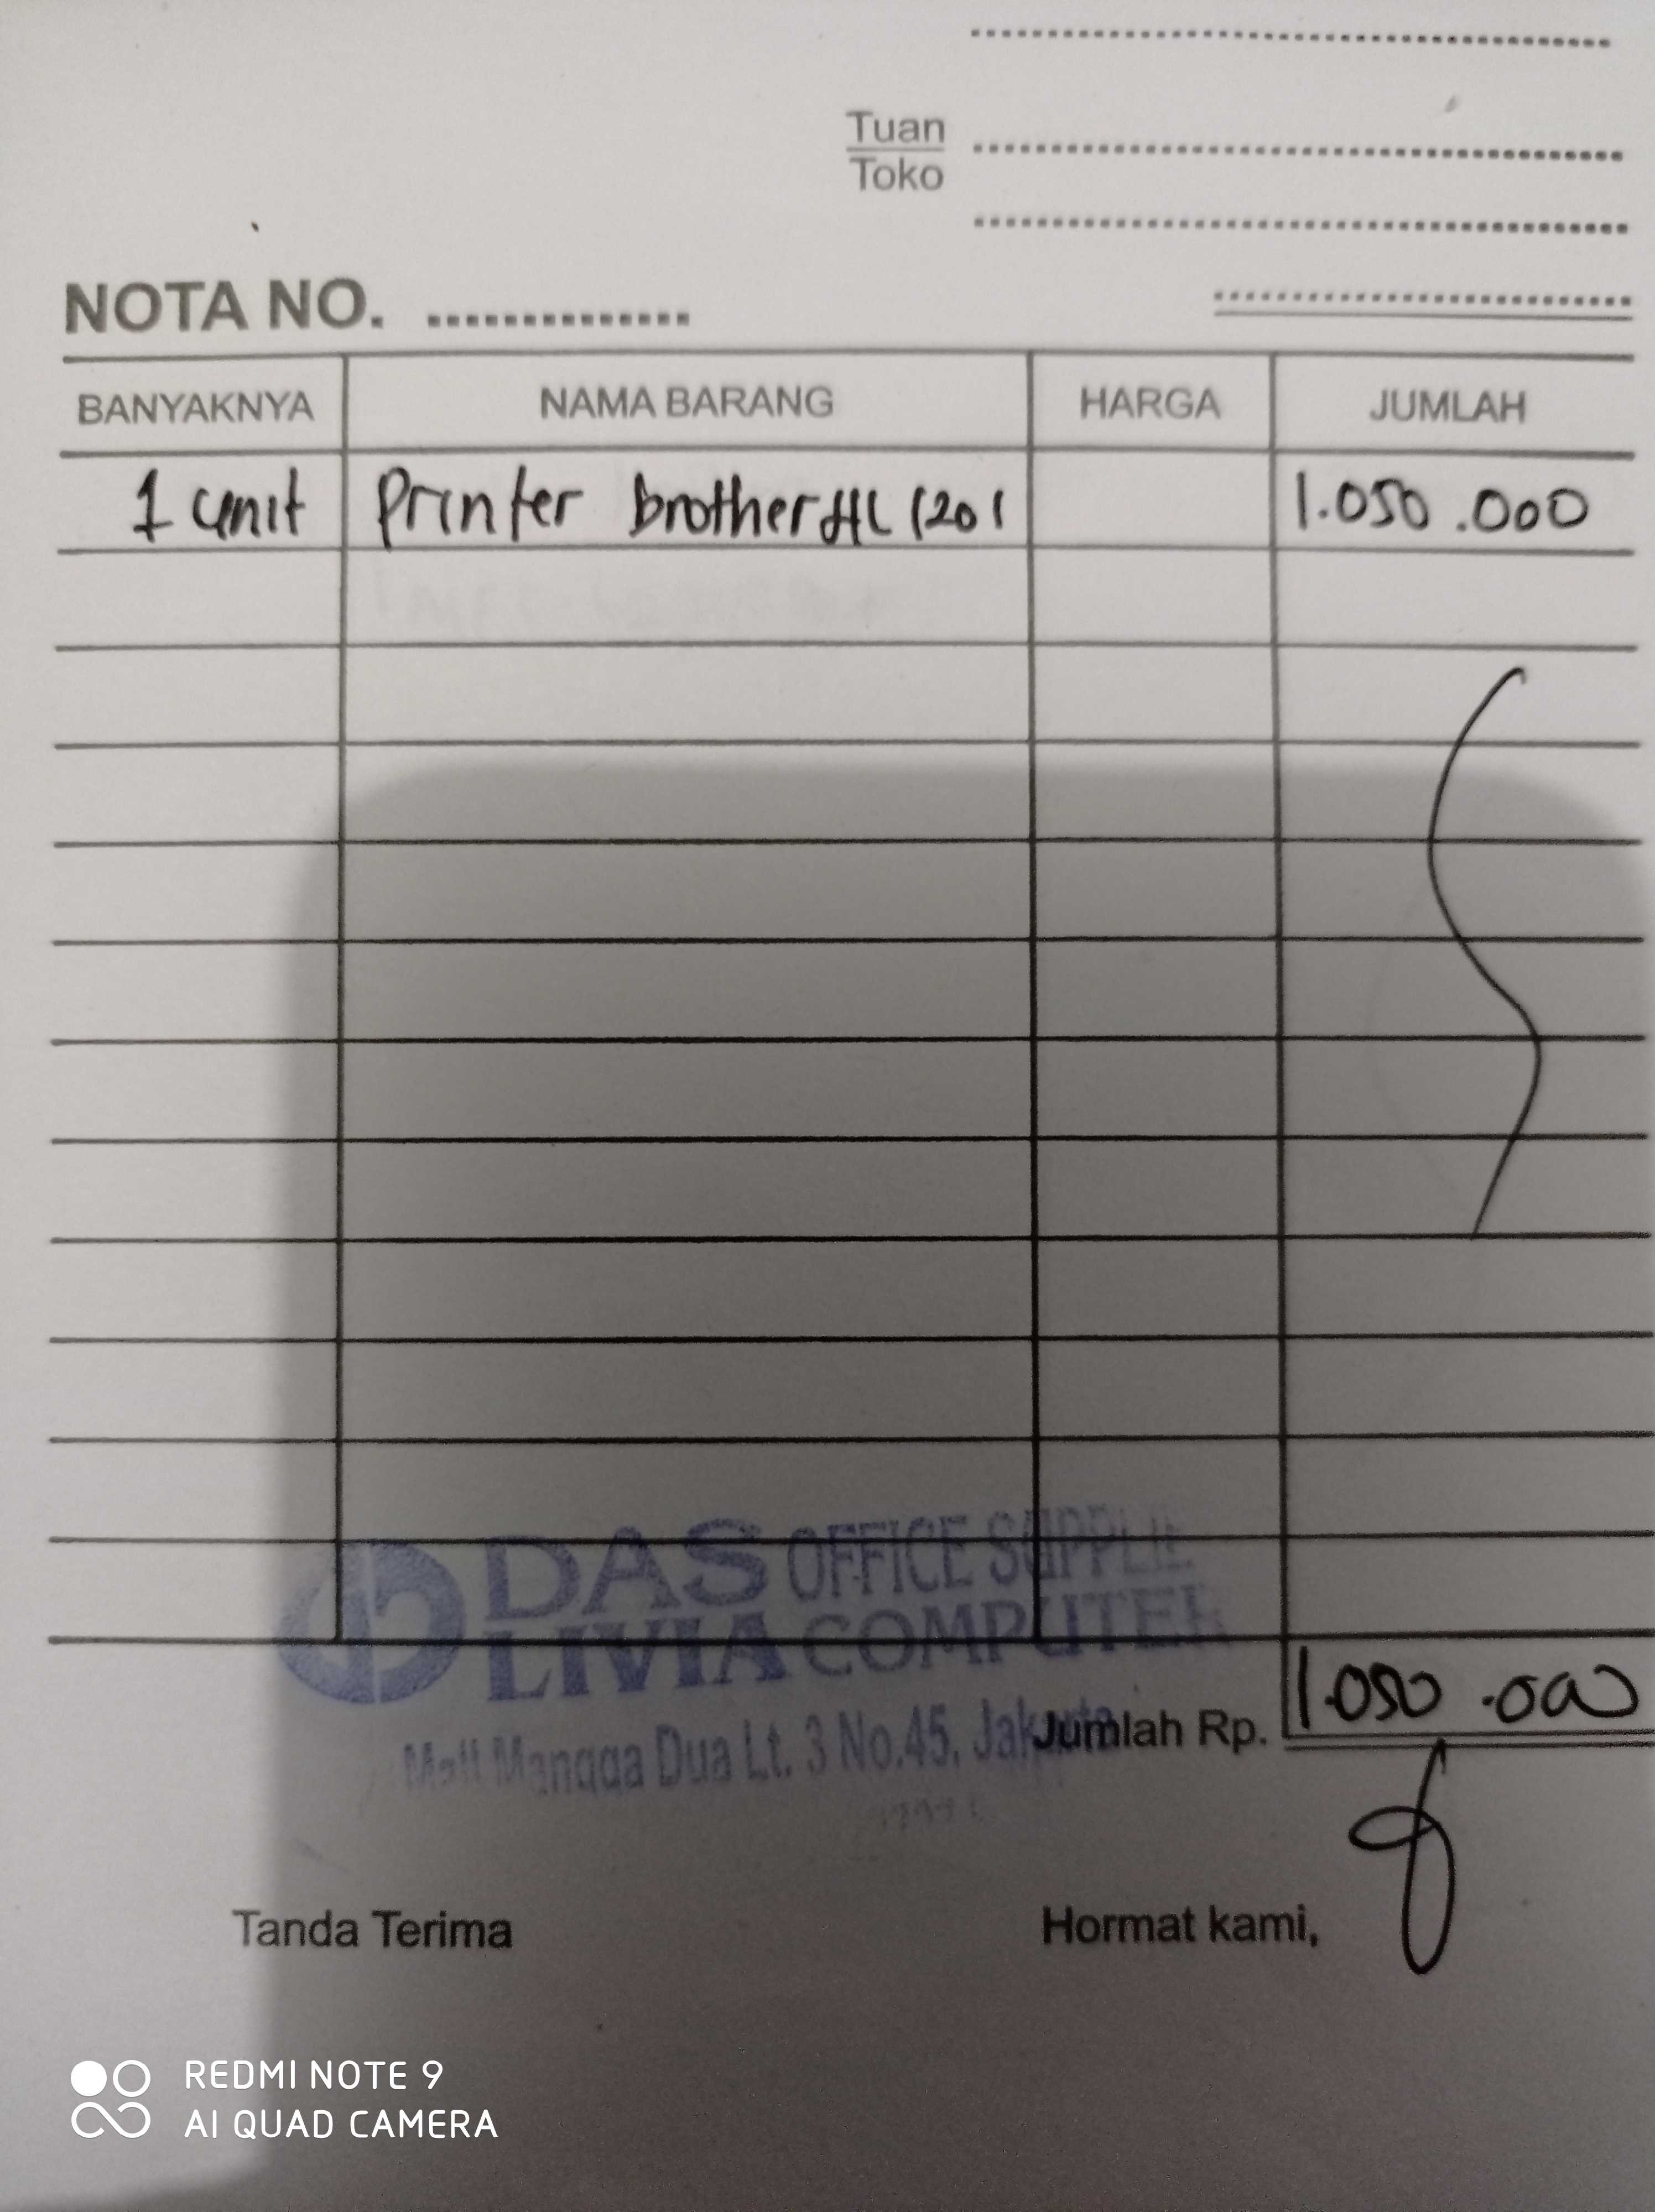 Tuan
Toko
NOTA NO. ..............
BANYAKNYA NAMA BARANG HARGA JUMLAH
1 unit Printer brother HL 1201 1.050.000
DAS OFFICE SUPPLIE
LIVIA COMPUTER
1.050.000
Jumlah Rp.
Mall Mangga Dua Lt. 3 No.45, Jakarta
Tanda Terima Hormat kami,
REDMI NOTE 9
AI QUAD CAMERA